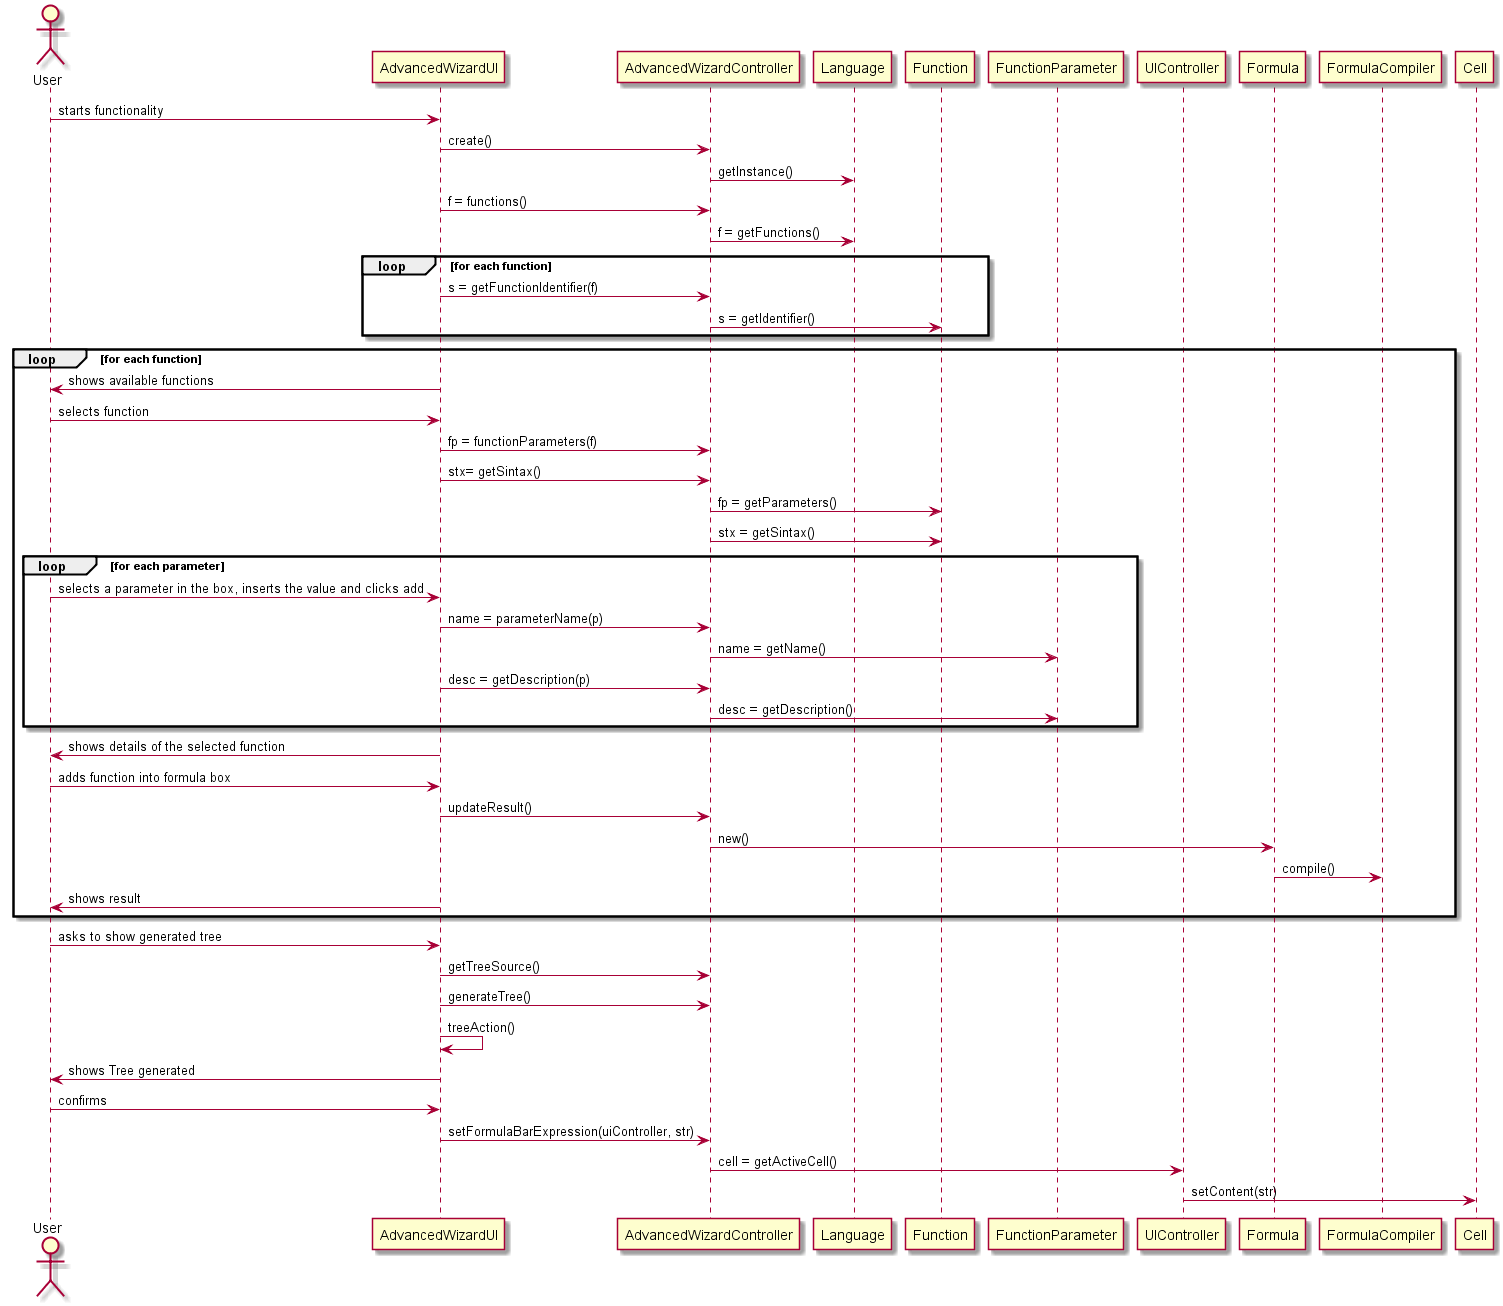 User
AdvancedWizardUI
AdvancedWizardController
Language
Function
FunctionParameter
UIController
Formula
FormulaCompiler
Cell
starts functionality
create()
getInstance()
f = functions()
f = getFunctions()
loop [for each function]
s = getFunctionIdentifier(f)
s = getIdentifier()
loop [for each function]
shows available functions
selects function
fp = functionParameters(f)
stx= getSintax()
fp = getParameters()
stx = getSintax()
loop [for each parameter]
selects a parameter in the box, inserts the value and clicks add
name = parameterName(p)
name = getName()
desc = getDescription(p)
desc = getDescription()
shows details of the selected function
adds function into formula box
updateResult()
new()
compile()
shows result
asks to show generated tree
getTreeSource()
generateTree()
treeAction()
shows Tree generated
confirms
setFormulaBarExpression(uiController, str)
cell = getActiveCell()
setContent(str)
User
AdvancedWizardUI
AdvancedWizardController
Language
Function
FunctionParameter
UIController
Formula
FormulaCompiler
Cell